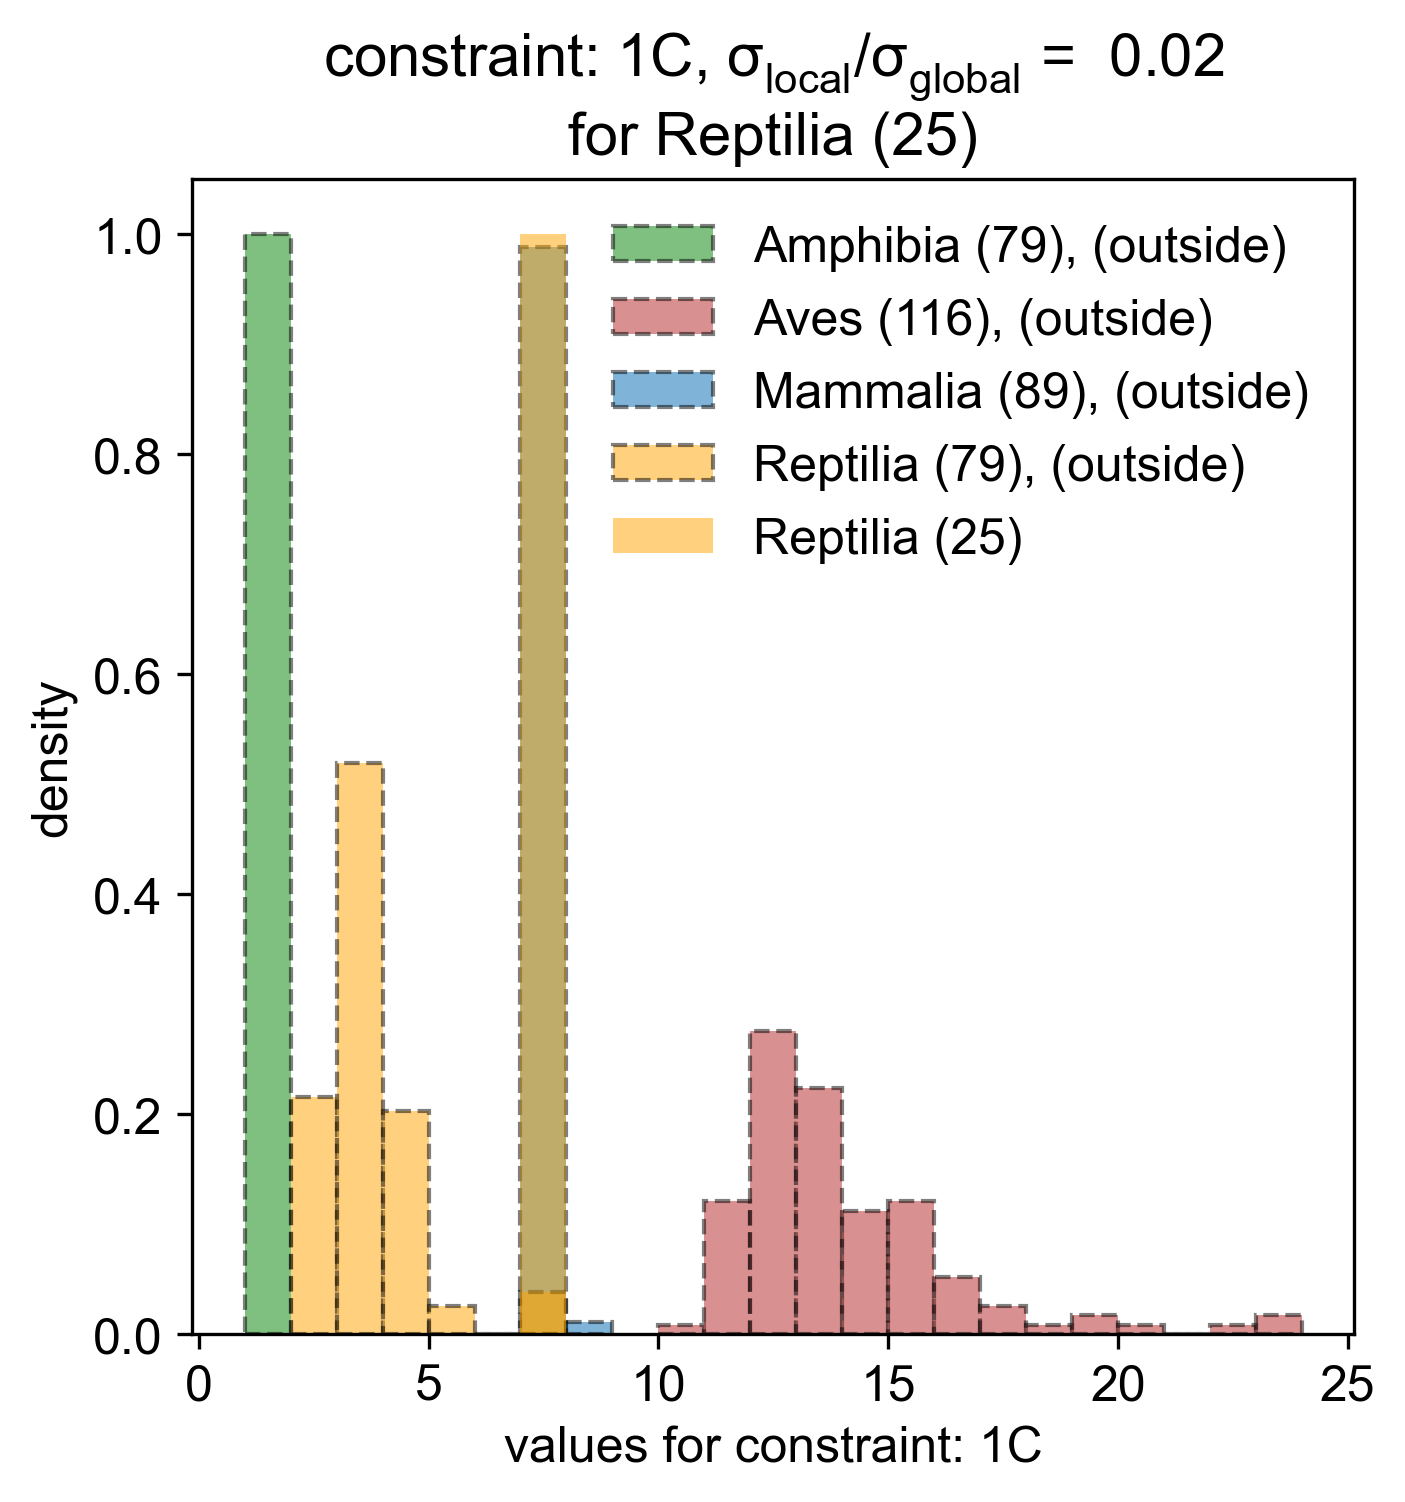 constraint: 1C, σlocal/σglobal = 0.02
for Reptilia (25)
1.0
0.8
0.6
0.4
0.2
0.0
density
Amphibia (79), (outside)
Aves (116), (outside)
Mammalia (89), (outside)
Reptilia (79), (outside)
Reptilia (25)
0 5 10 15 20 25
values for constraint: 1C